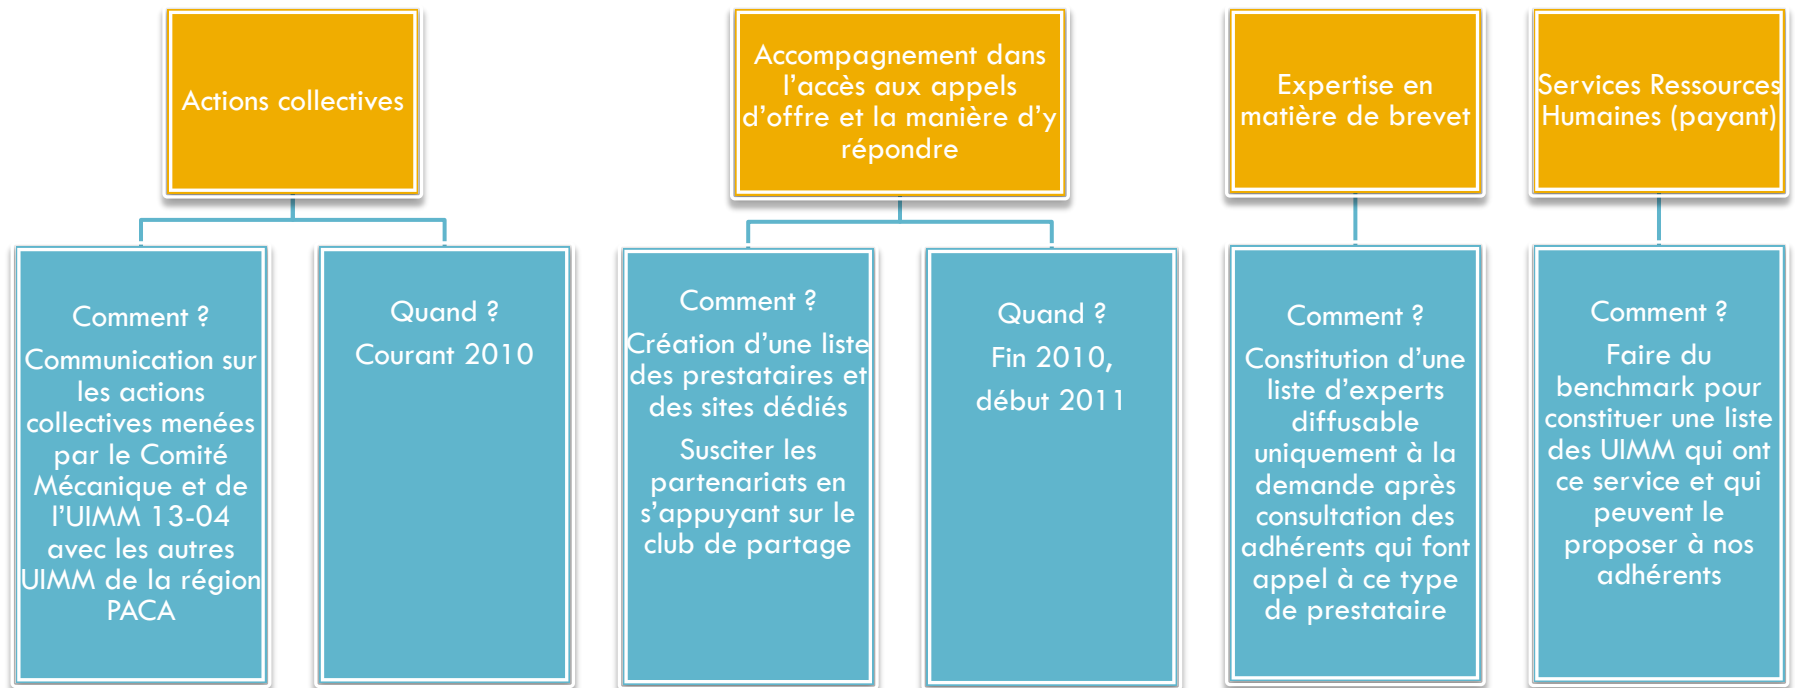 Actions collectives
Accompagnement dans
l’accès aux appels
d’offre et la manière d’y
répondre
Expertise en
matière de brevet
Services Ressources
Humaines (payant)
Comment ?
Communication sur
les actions
collectives menées
par le Comité
Mécanique et de
l’UIMM 13-04
avec les autres
UIMM de la région
PACA
Quand ?
Courant 2010
Comment ?
Création d’une liste
des prestataires et
des sites dédiés
Susciter les
partenariats en
s’appuyant sur le
club de partage
Quand ?
Fin 2010,
début 2011
Comment ?
Constitution d’une
liste d’experts
diffusable
uniquement à la
demande après
consultation des
adhérents qui font
appel à ce type
de prestataire
Comment ?
Faire du
benchmark pour
constituer une liste
des UIMM qui ont
ce service et qui
peuvent le
proposer à nos
adhérents